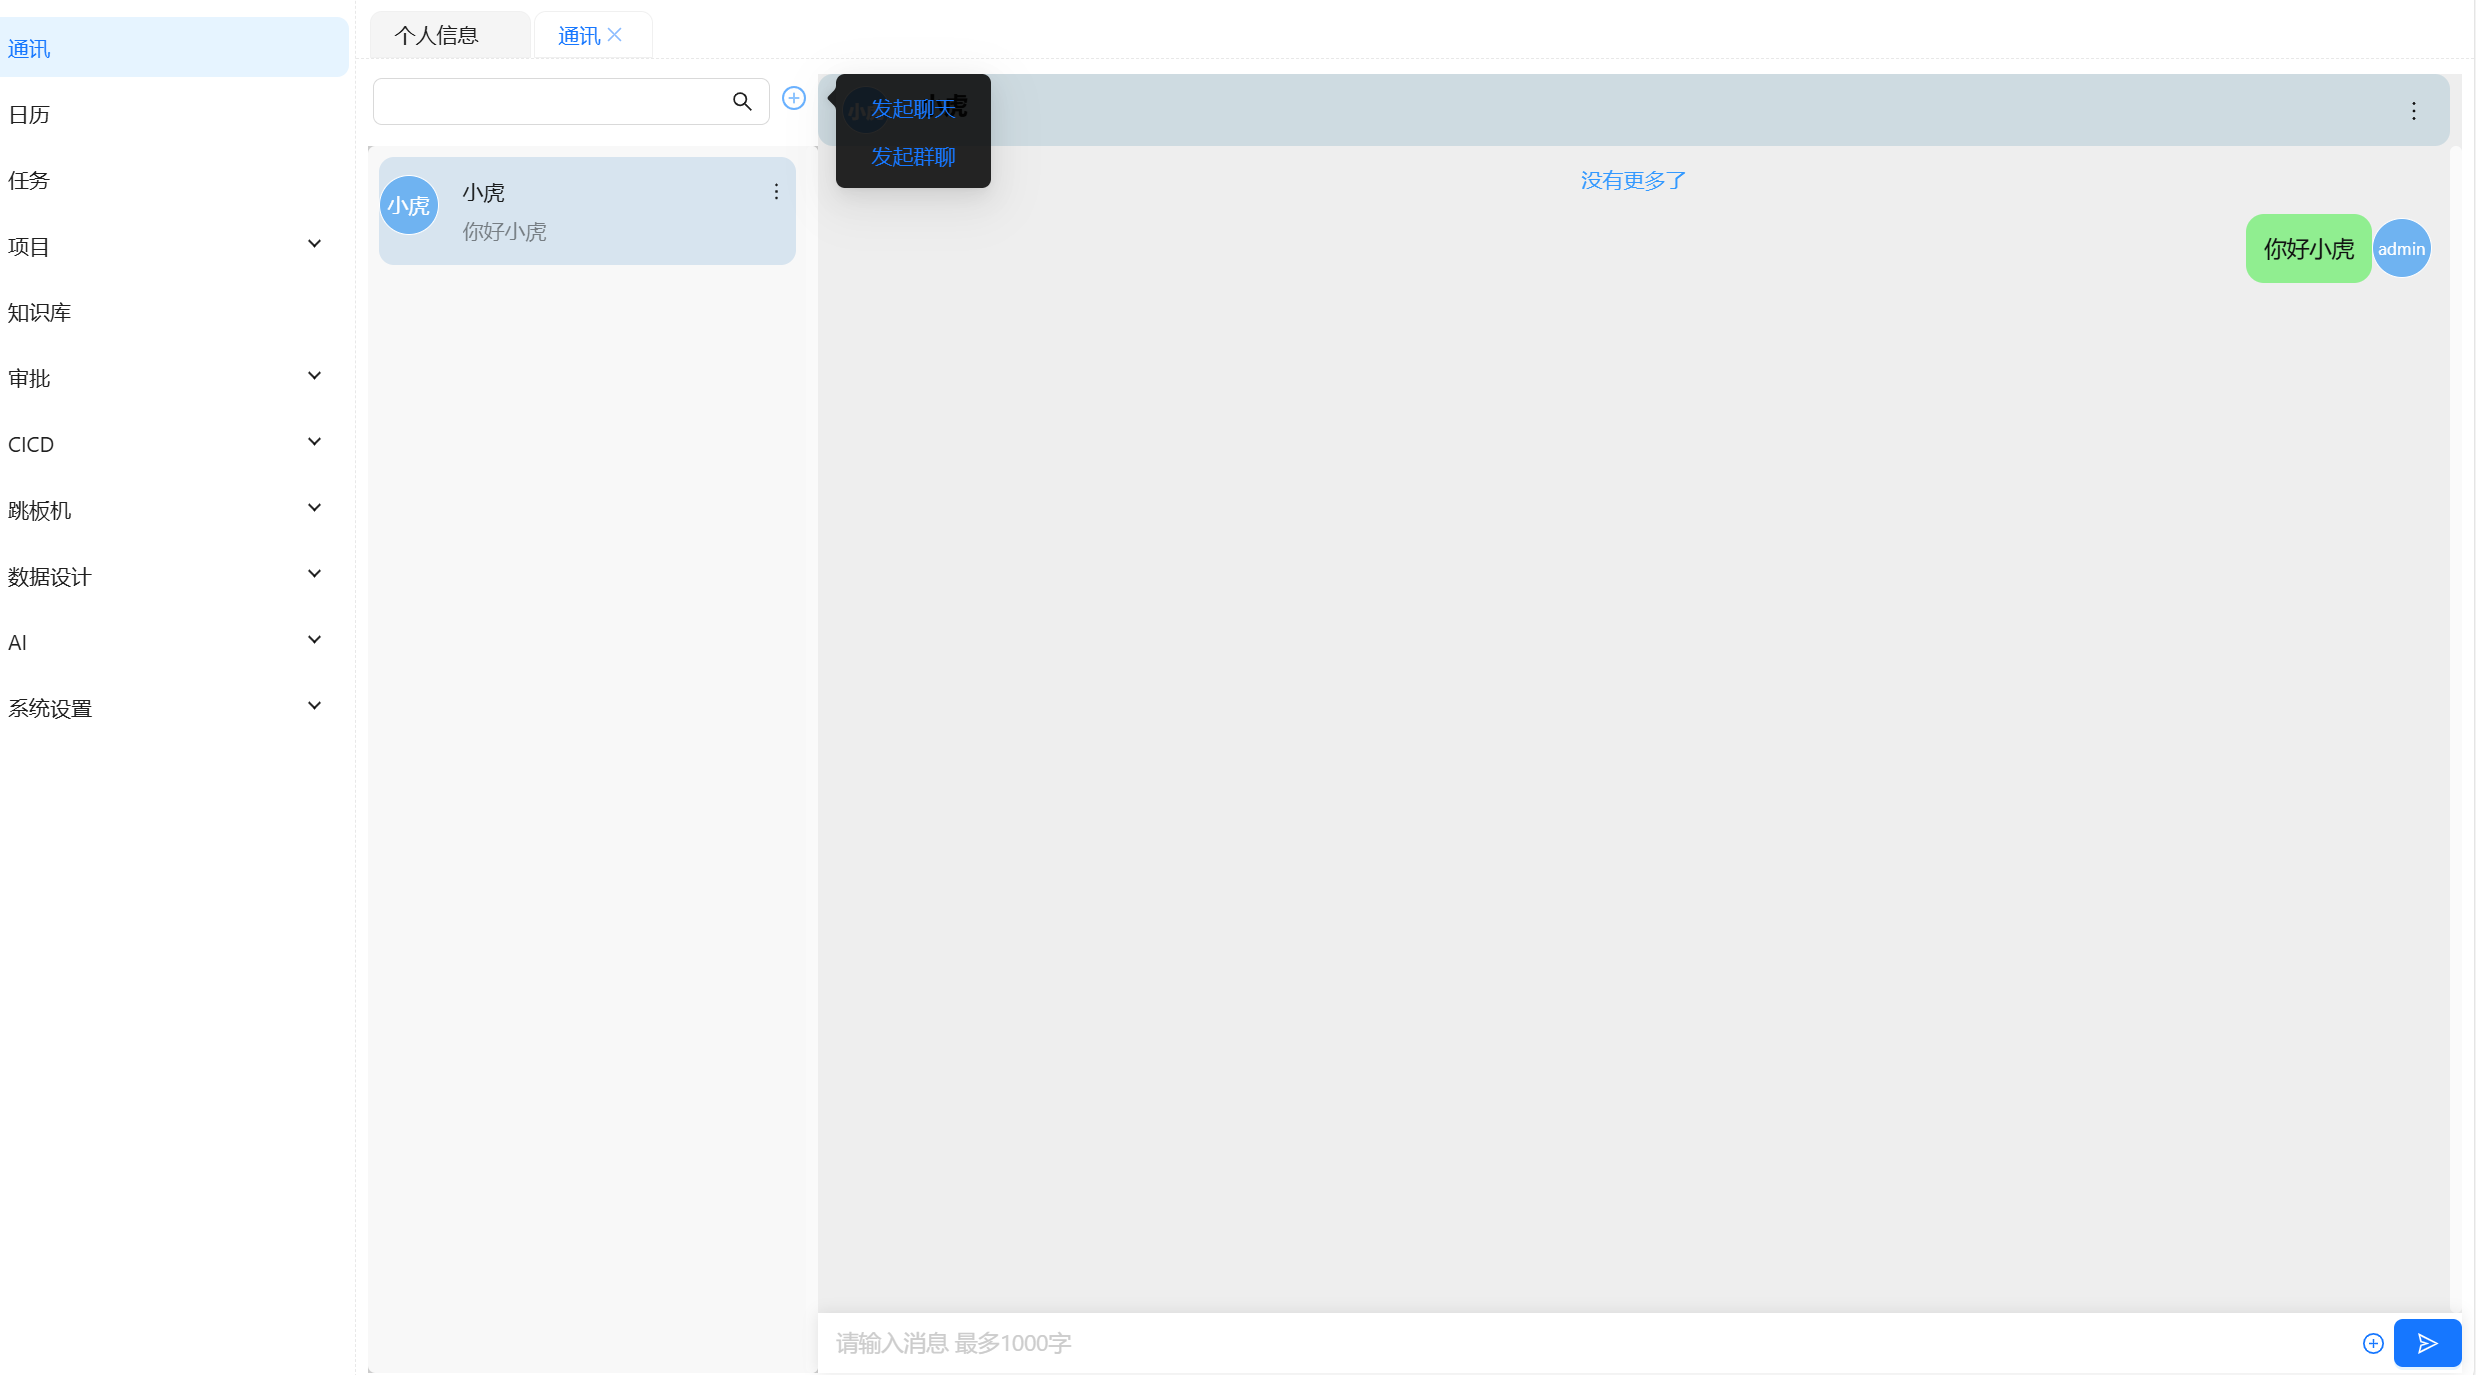 通讯
日历
任务
项目
知识库
审批
CICD
跳板机
数据设计
AI
系统设置
个人信息
通讯
发起聊天
发起群聊
小虎
小虎
你好小虎
没有更多了
你好小虎
admin
请输入消息 最多1000字